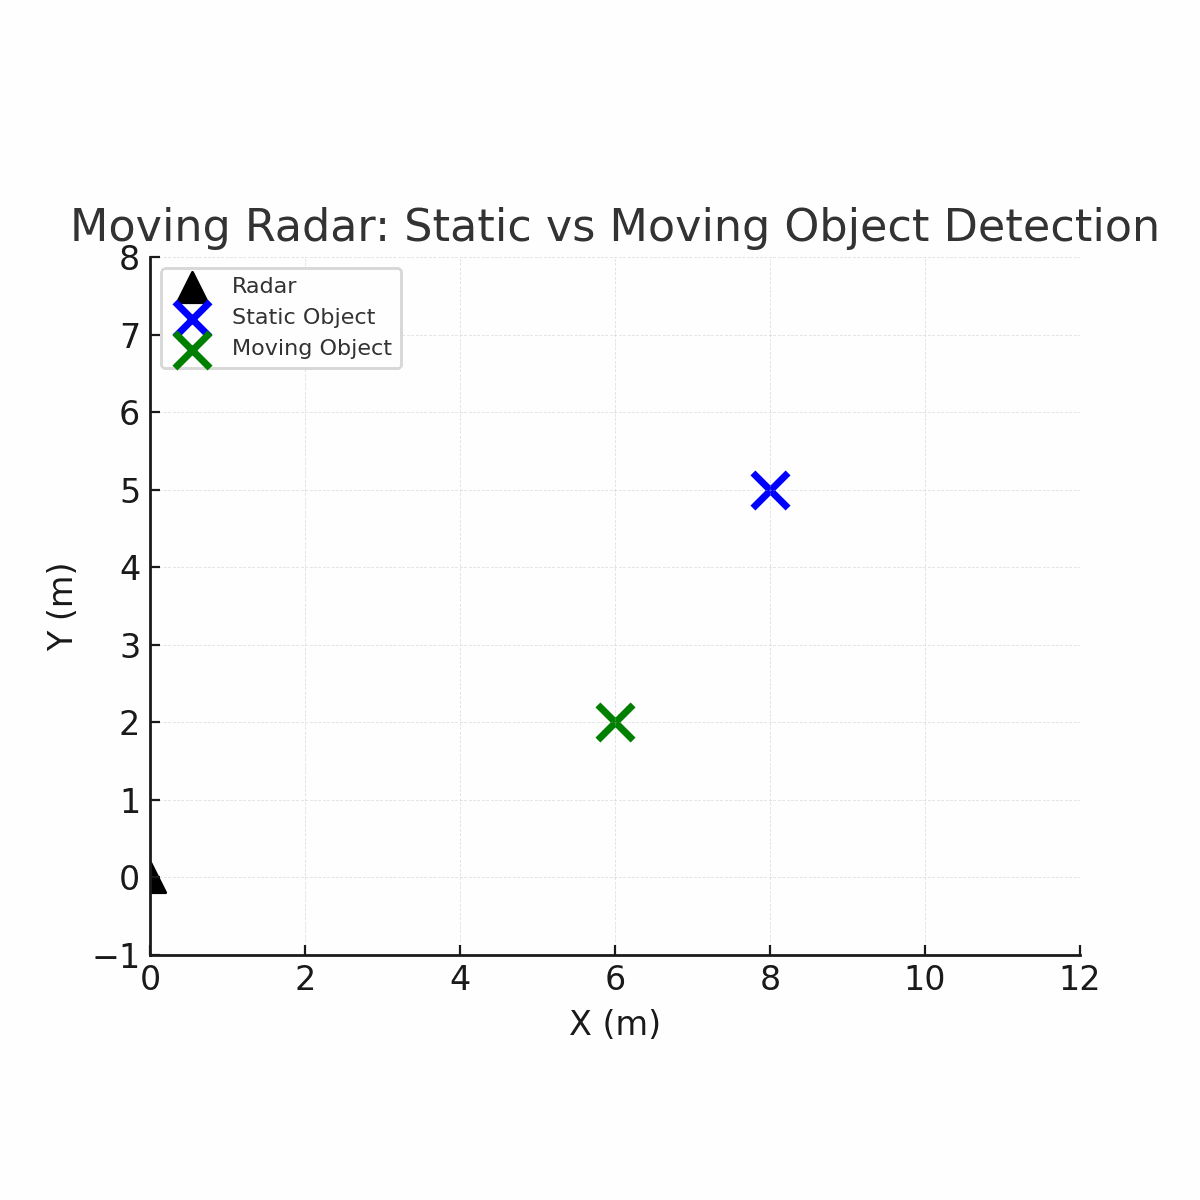 Moving Radar: Static vs Moving Object Detection
Radar
Static Object
Moving Object
8
7
6
5
4
3
2
1
0
−1
Y (m)
0 2 4 6 8 10 12
X (m)